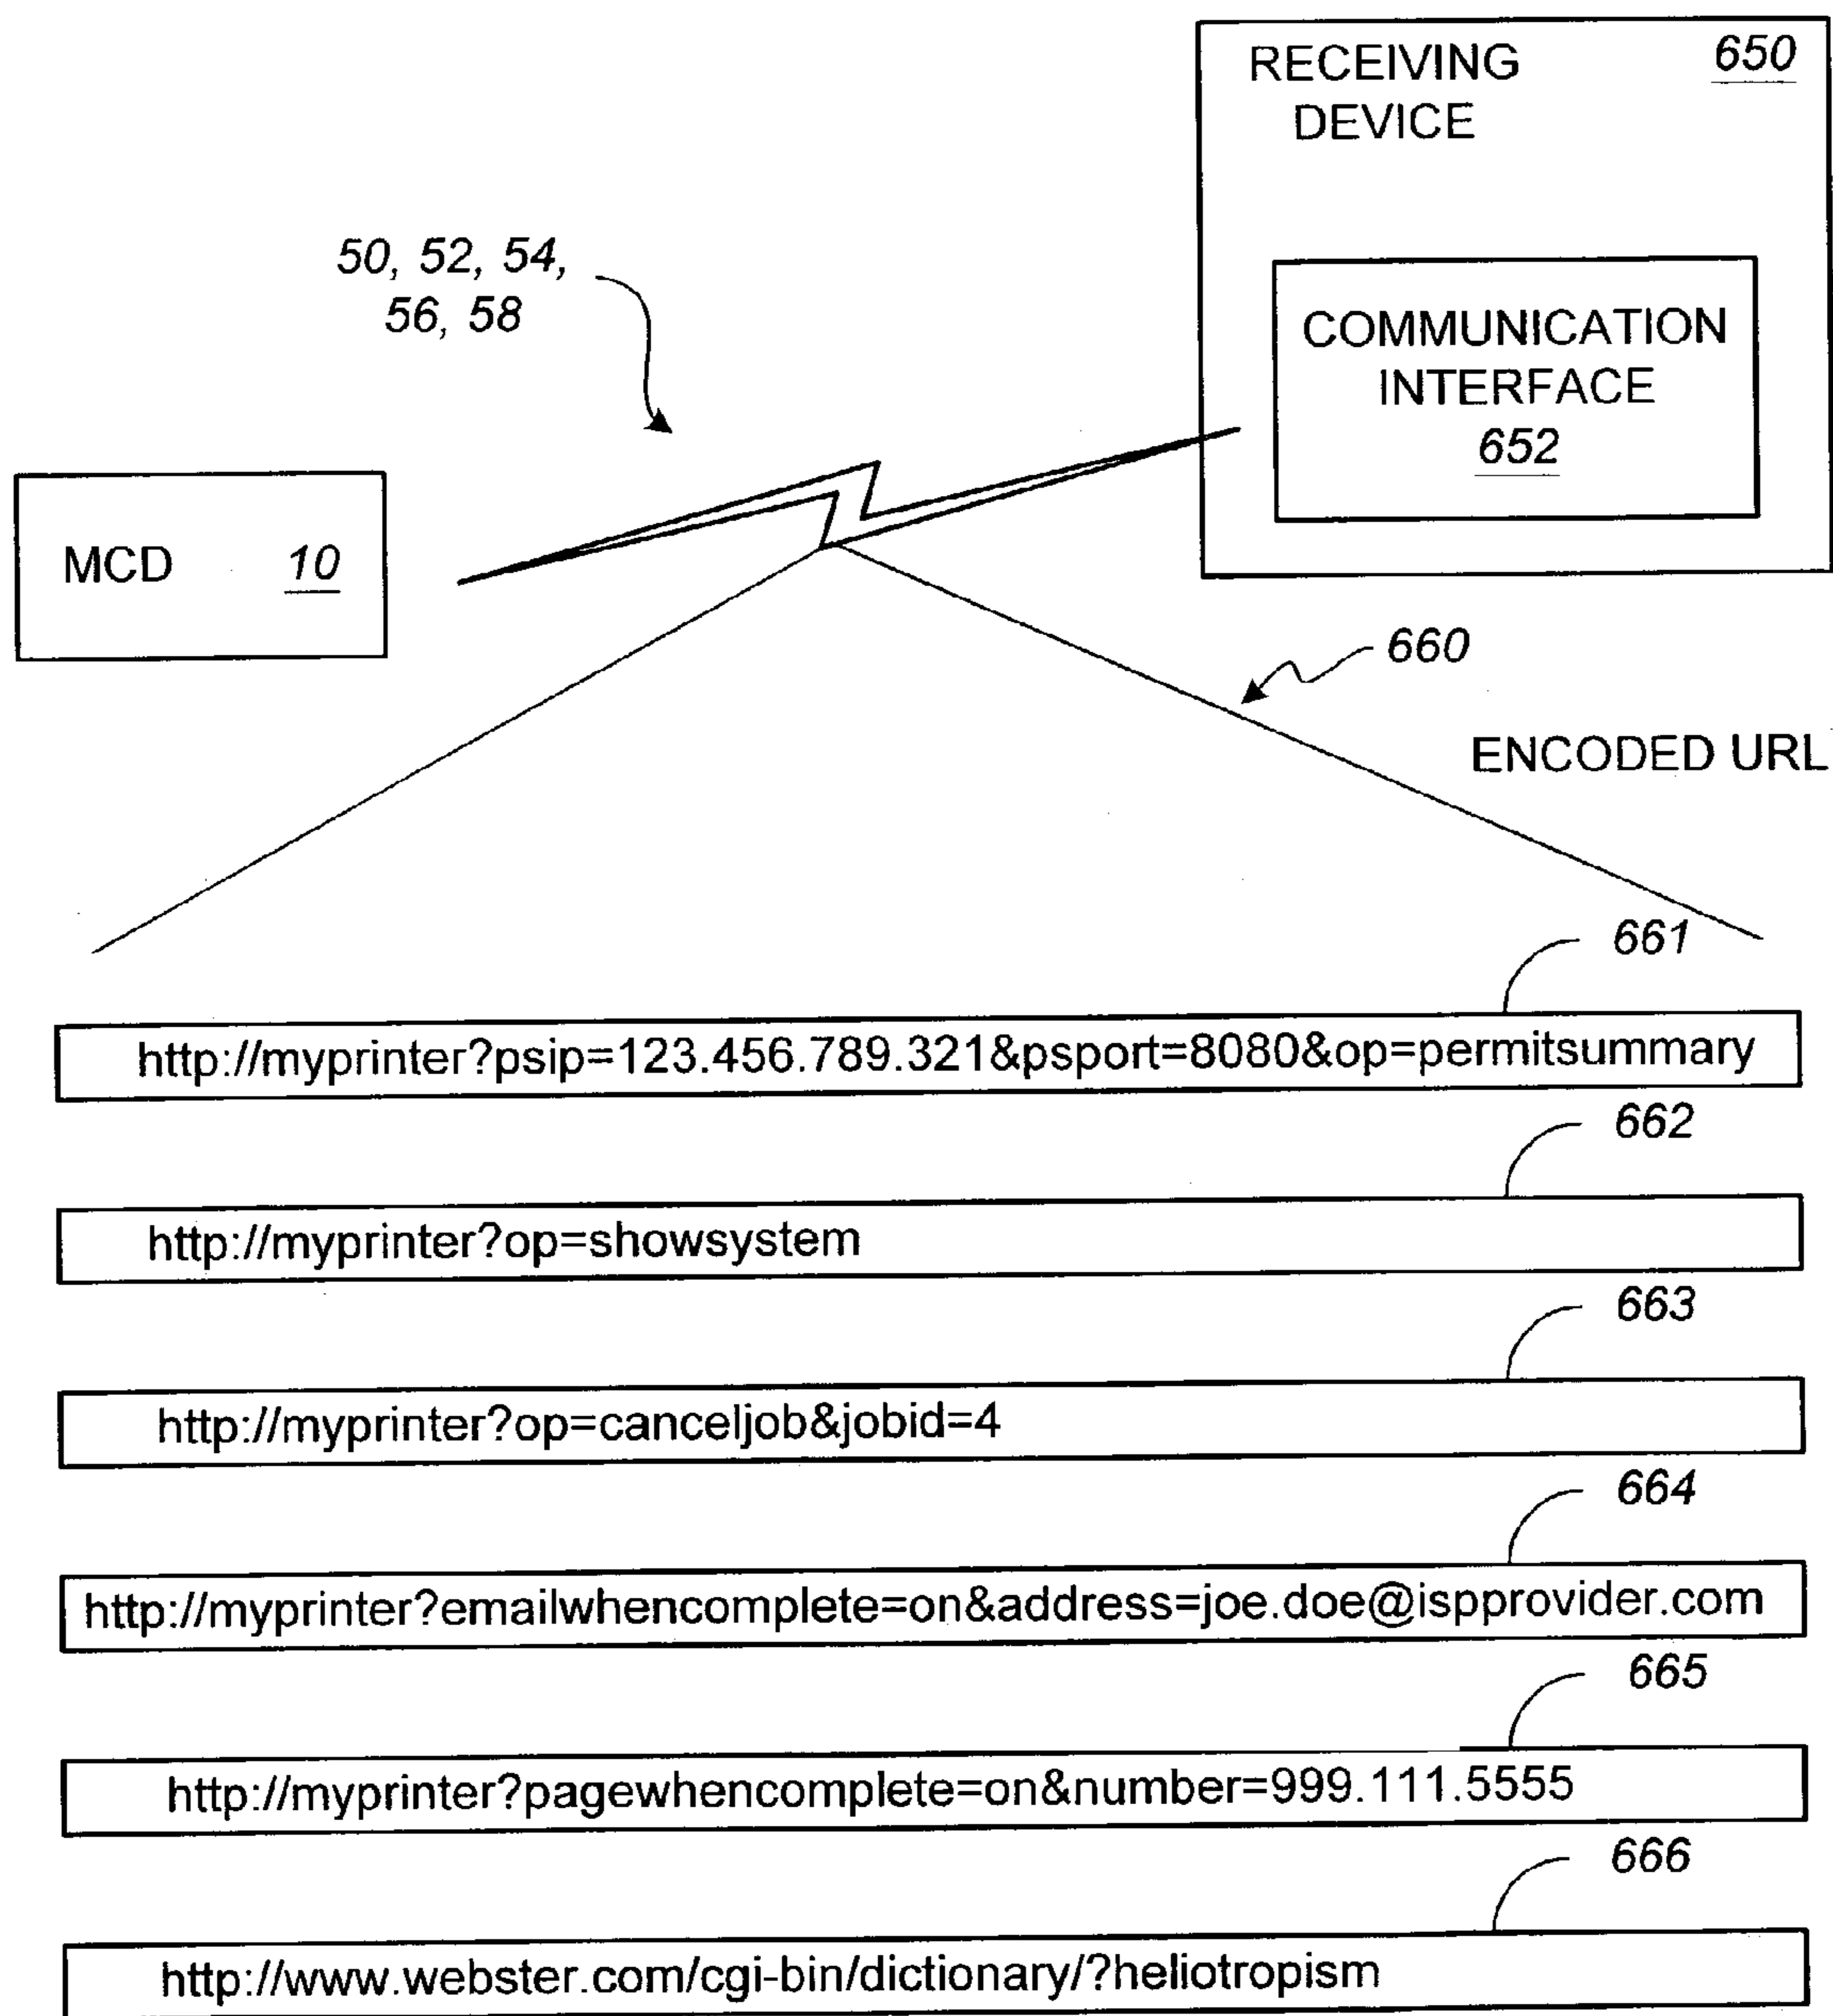 RECEIVING 650
DEVICE
50, 52, 54,
56, 58
COMMUNICATION
INTERFACE
652
MCD 10
660
ENCODED URL
661
http://myprinter?psip=123.456.789.321&psport=8080&op=permitsummary
662
http://myprinter?op=showsystem
663
http://myprinter?op=canceljob&jobid=4
664
http://myprinter?emailwhencomplete=on&address=joe.doe@ispprovider.com
665
http://myprinter?pagewhencomplete=on&number=999.111.5555
666
http://www.webster.com/cgi-bin/dictionary/?heliotropism